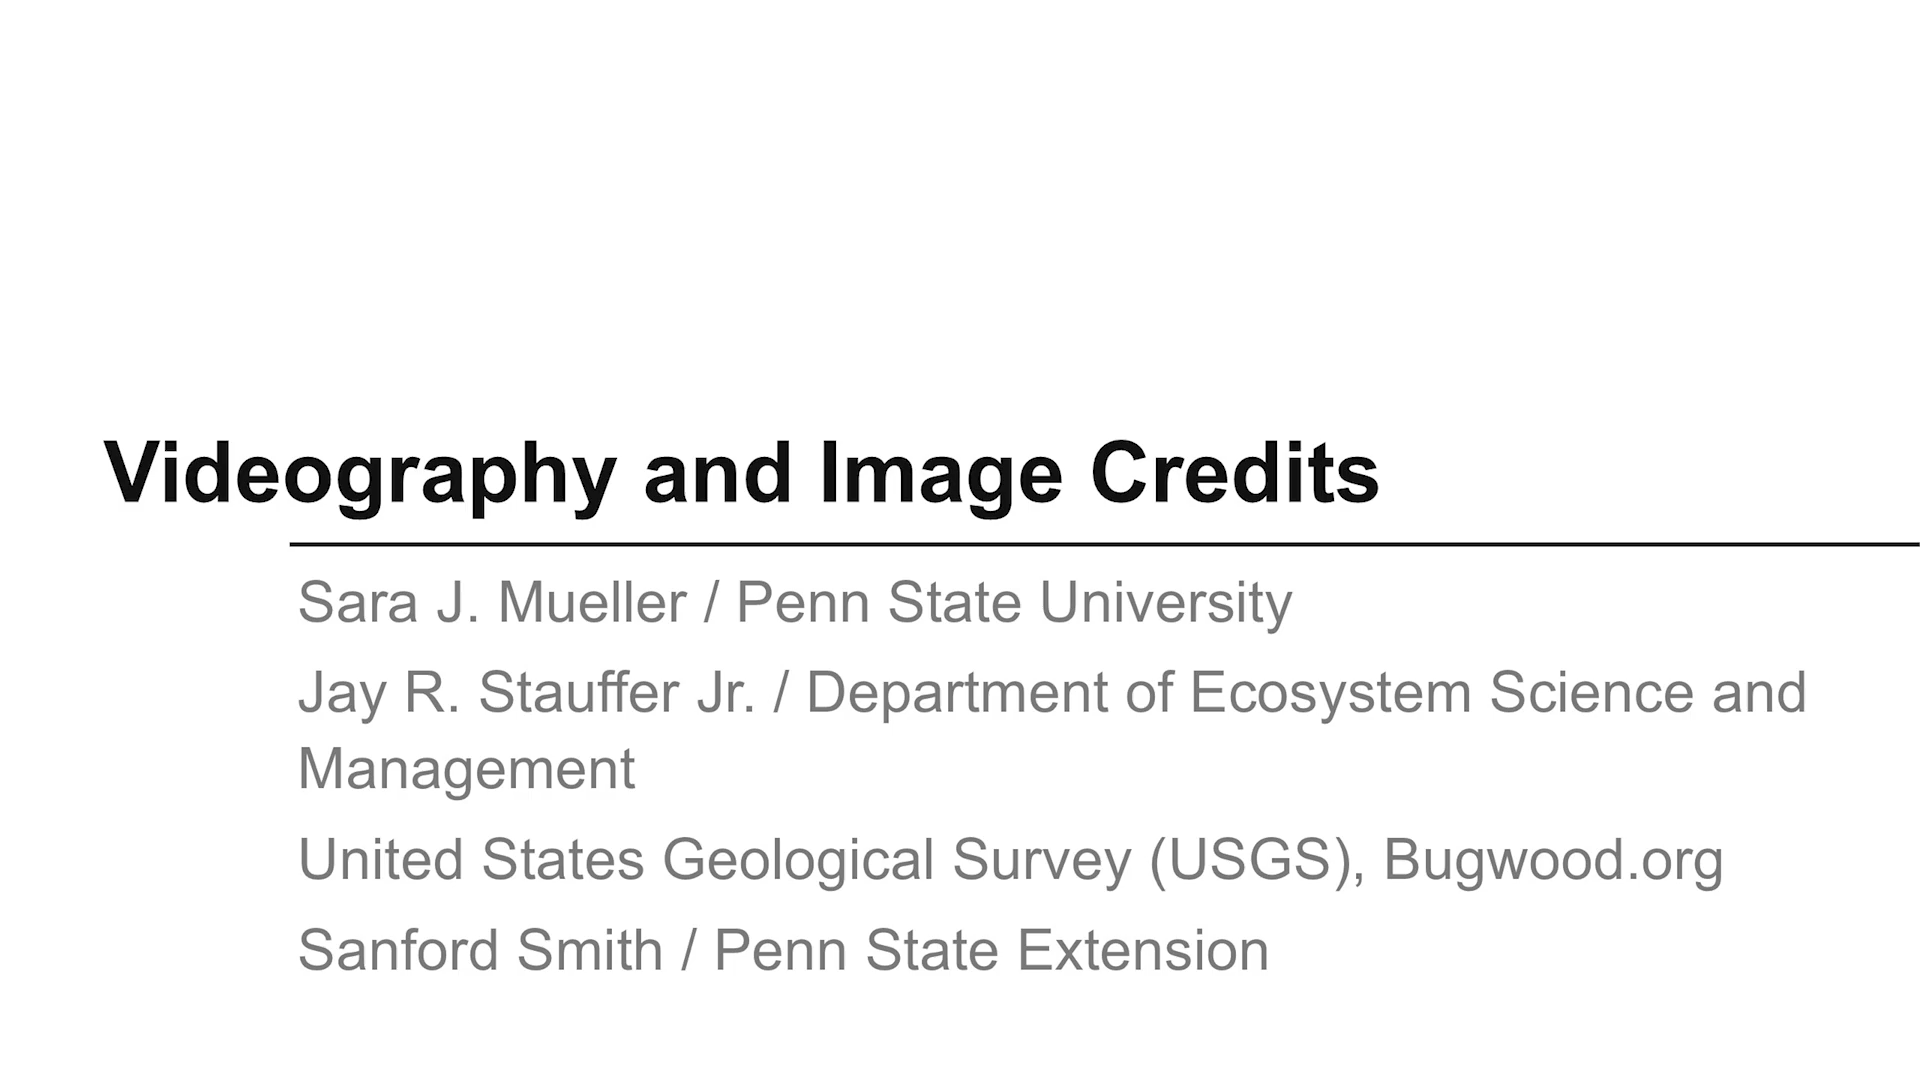 Videography and Image Credits
Sara J. Mueller / Penn State University
Jay R. Stauffer Jr. / Department of Ecosystem Science and
Management
United States Geological Survey (USGS), Bugwood.org
Sanford Smith / Penn State Extension